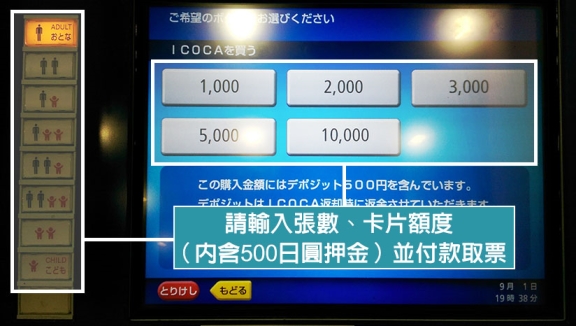 ADULT
おとな
ご希望のボ お選びください
ICOCAを買う
1,000
2,000
3,000
5,000
10,000
この購入金額にはデポジット500円を含んでいます。
デポジットはICOCA返却時に返金させていただきます
請輸入張數、卡片額度
（內含500日圓押金）並付款取票
CHILD
こども
とりけし
もどる
9月 1日
19時38分